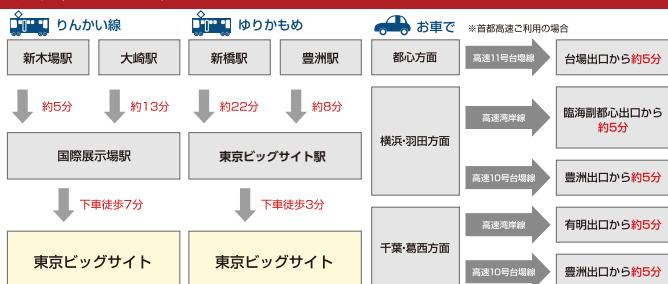 りんかい線
新木場駅
大崎駅
約5分
約13分
国際展示場駅
下車徒歩7分
東京ビッグサイト
ゆりかもめ
新橋駅
豊洲駅
約22分
約8分
東京ビッグサイト駅
下車徒歩3分
東京ビッグサイト
お車で
※首都高速ご利用の場合
都心方面
高速11号台場線
台場出口から約5分
横浜・羽田方面
高速湾岸線
臨海副都心出口から
約5分
高速10号台場線
豊洲出口から約5分
千葉・葛西方面
高速湾岸線
有明出口から約5分
高速10号台場線
豊洲出口から約5分